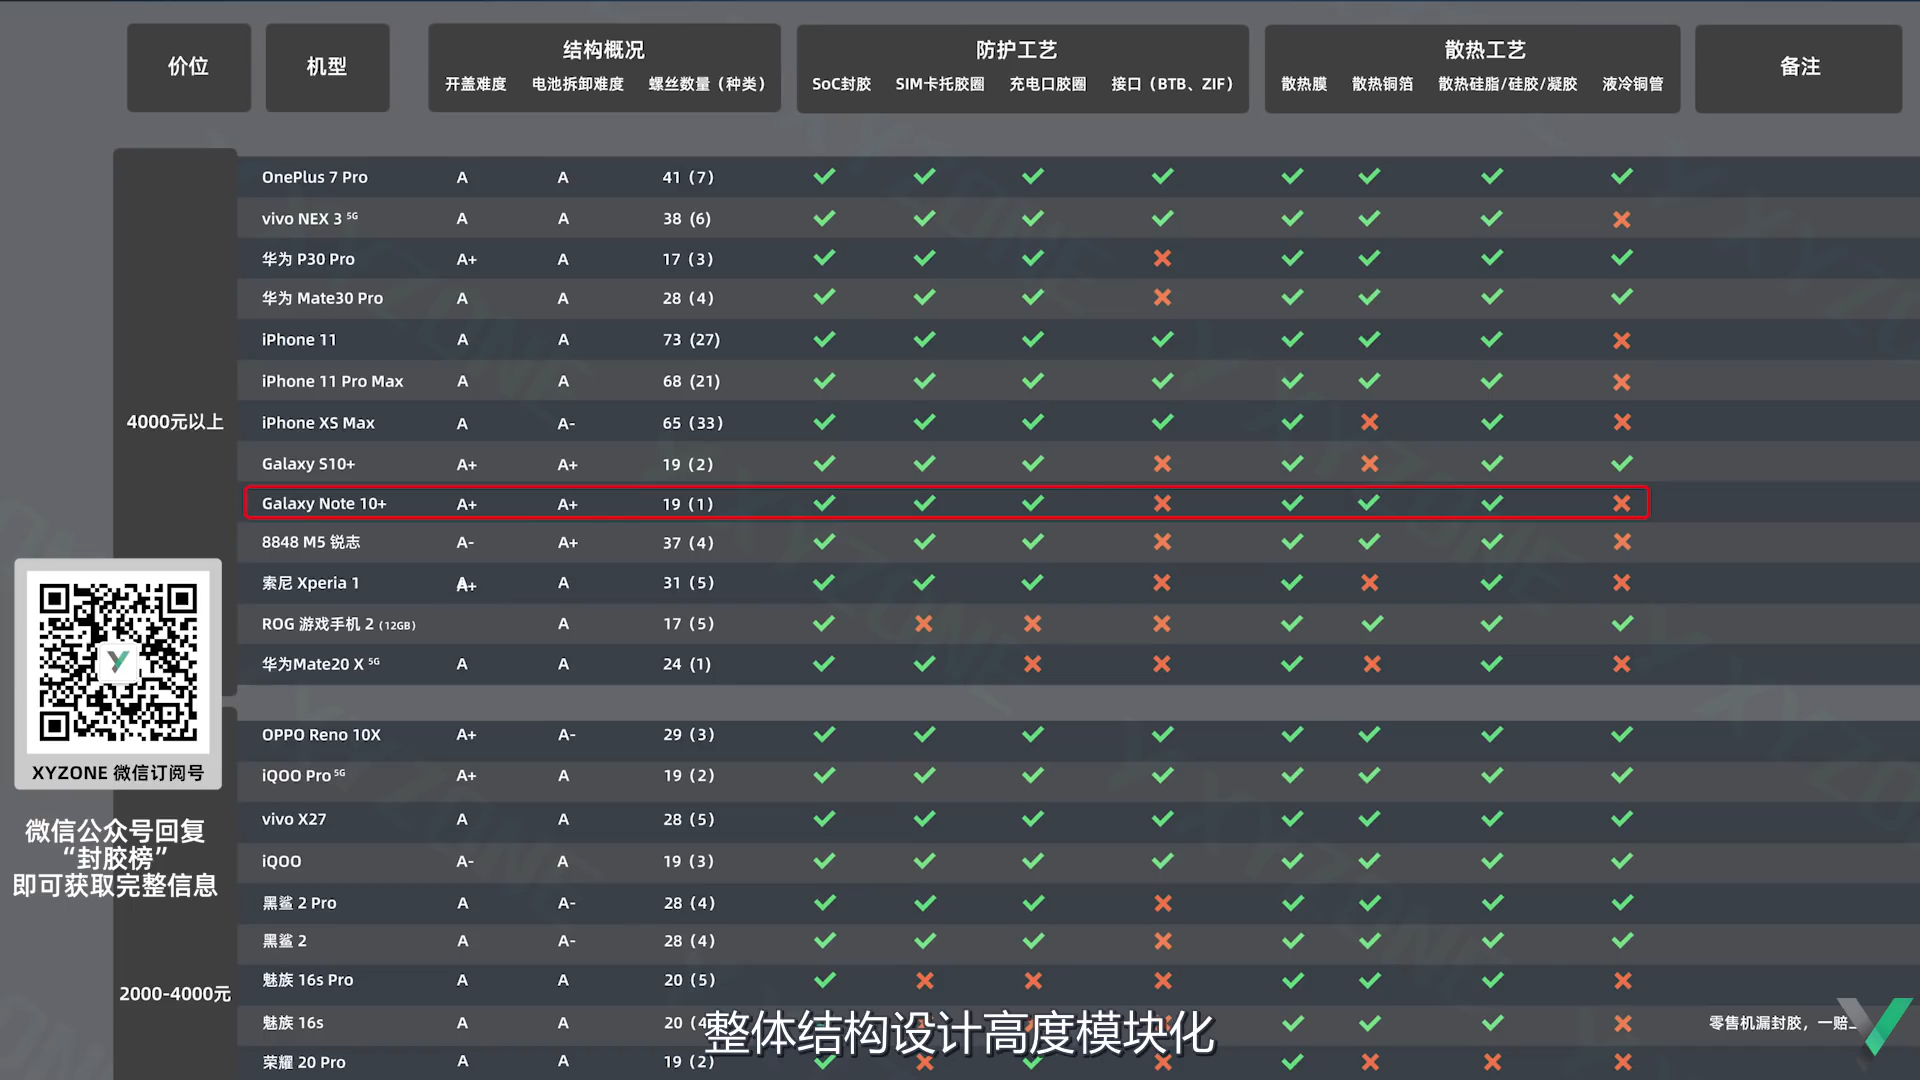 价位 机型 结构概况 防护工艺 散热工艺 备注
开盖难度 电池拆卸难度 螺丝数量（种类） SoC封胶 SIM卡托胶圈 充电口胶圈 接口（BTB、ZIF） 散热膜 散热铜箔 散热硅脂/硅胶/凝胶 液冷铜管
OnePlus 7 Pro A A 41（7）
vivo NEX 3 5G A A 38（6）
华为 P30 Pro A+ A 17（3）
华为 Mate30 Pro A A 28（4）
iPhone 11 A A 73（27）
iPhone 11 Pro Max A A 68（21）
4000元以上
iPhone XS Max A A- 65（33）
Galaxy S10+ A+ A+ 19（2）
Galaxy Note 10+ A+ A+ 19（1）
8848 M5 锐志 A- A+ 37（4）
索尼 Xperia 1 A+ A 31（5）
ROG 游戏手机 2（12GB） A 17（5）
华为Mate20 X 5G A A 24（1）
OPPO Reno 10X A+ A- 29（3）
iQOO Pro 5G A+ A 19（2）
XYZONE 微信订阅号
vivo X27 A A 28（5）
微信公众号回复
“封胶榜”
即可获取完整信息
iQOO A- A 19（3）
黑鲨 2 Pro A A- 28（4）
黑鲨 2 A A- 28（4）
魅族 16s Pro A A 20（5）
2000-4000元
魅族 16s A A 20（4
零售机漏封胶，一赔
整体结构设计高度模块化
荣耀 20 Pro A A 19（2）